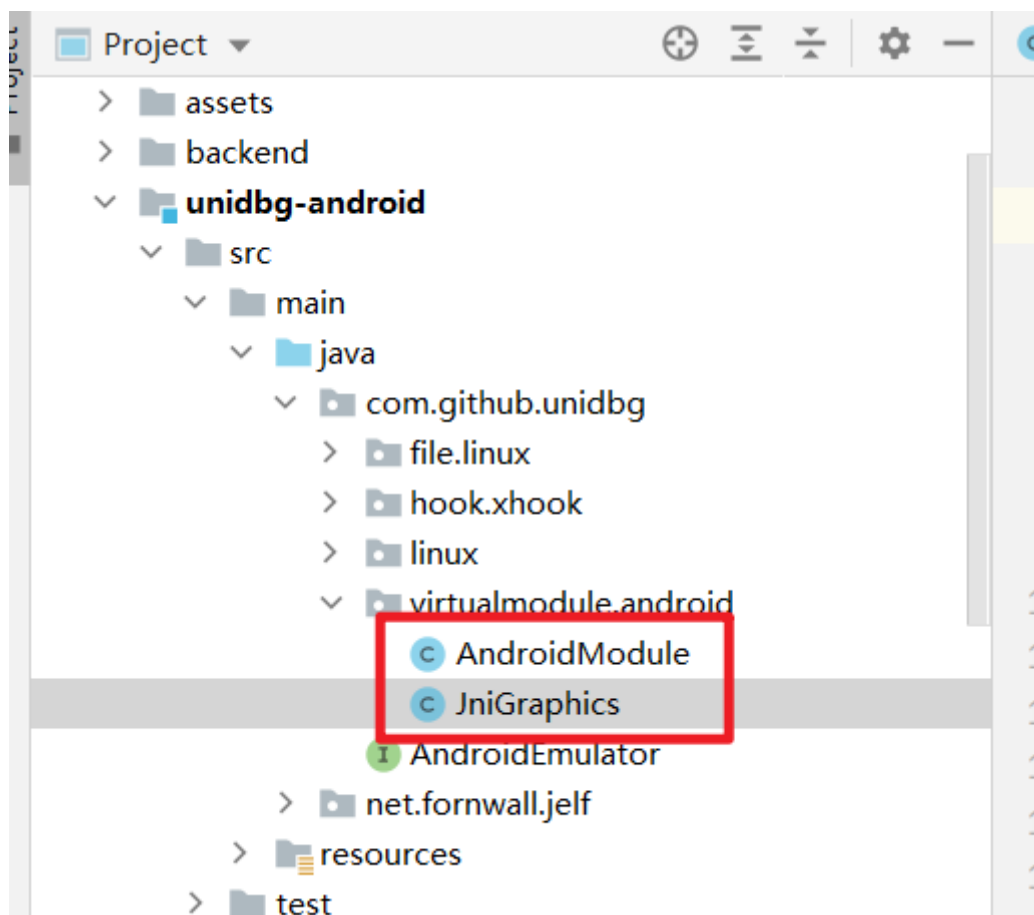 Project
Project
assets
backend
unidbg-android
src
main
java
com.github.unidbg
file.linux
hook.xhook
linux
virtualmodule.android
C AndroidModule
C JniGraphics
I AndroidEmulator
net.fornwall.jelf
resources
test